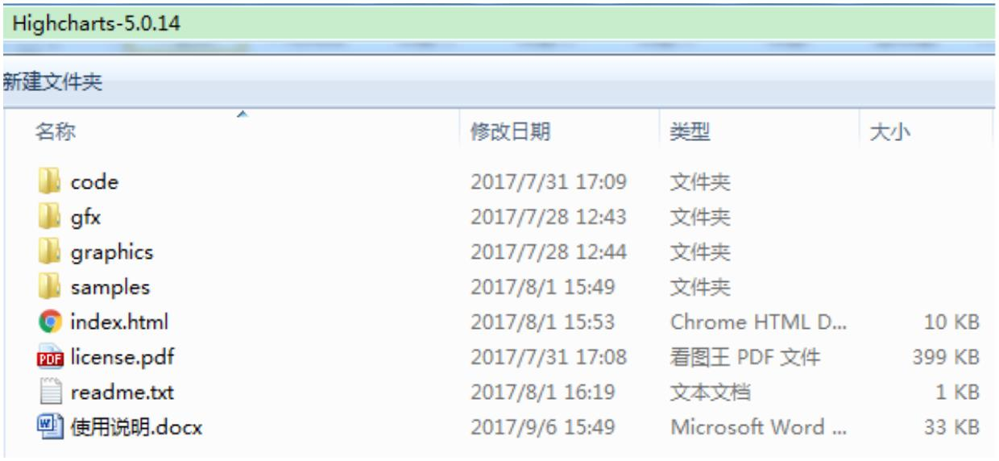 Highcharts-5.0.14
新建文件夹
名称 修改日期 类型 大小
code 2017/7/31 17:09 文件夹
gfx 2017/7/28 12:43 文件夹
graphics 2017/7/28 12:44 文件夹
samples 2017/8/1 15:49 文件夹
index.html 2017/8/1 15:53 Chrome HTML D... 10 KB
PDF license.pdf 2017/7/31 17:08 看图王 PDF 文件 399 KB
readme.txt 2017/8/1 16:19 文本文档 1 KB
使用说明.docx 2017/9/6 15:49 Microsoft Word ... 33 KB